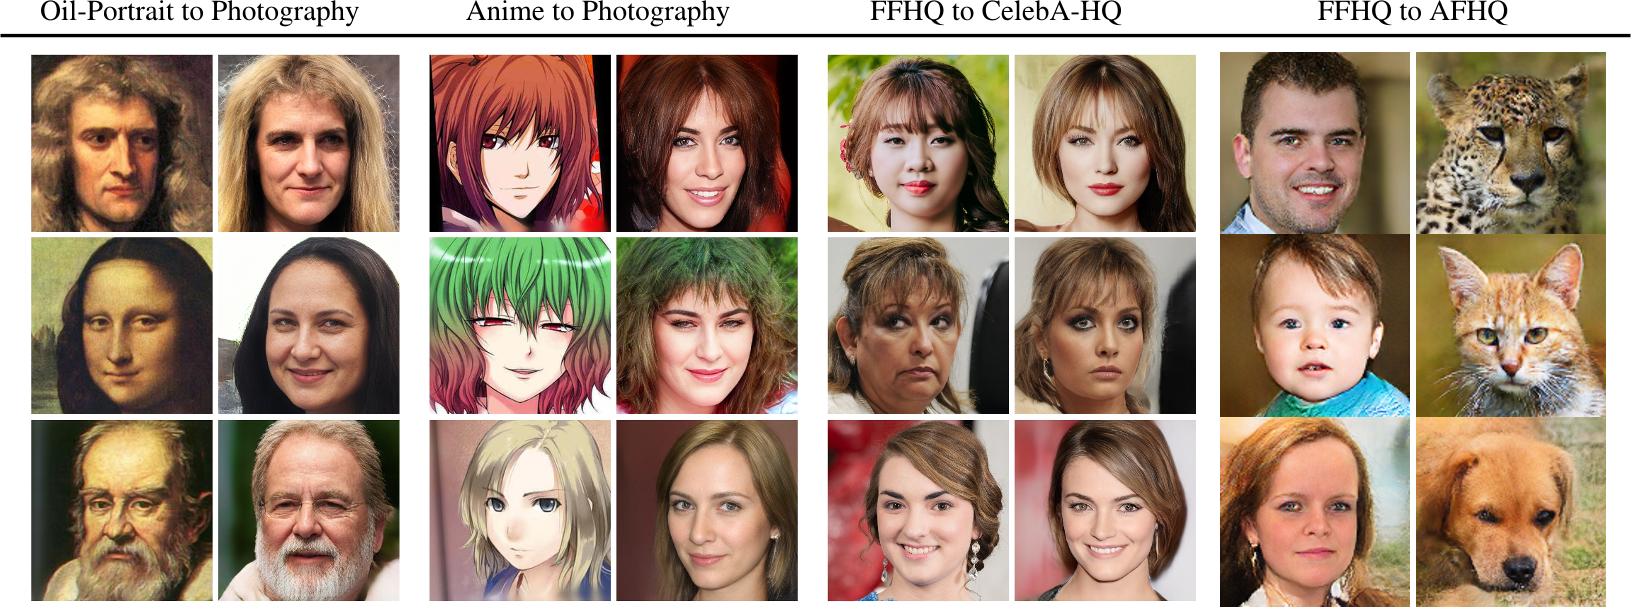 Oil-Portrait to Photography
Anime to Photography
FFHQ to CelebA-HQ
FFHQ to AFHQ